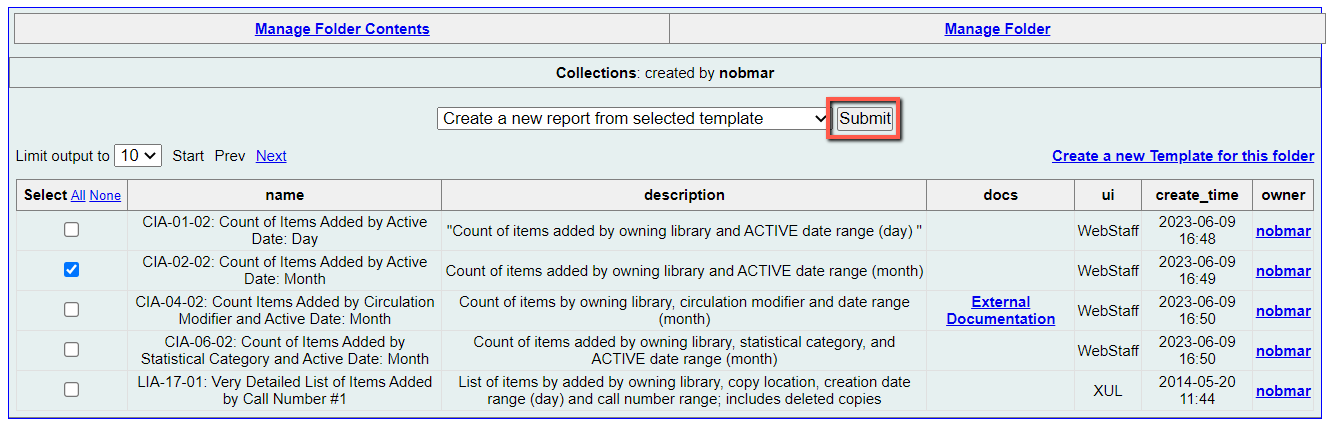 Manage Folder Contents Manage Folder
Collections: created by nobmar
Create a new report from selected template Submit
Limit output to 10 Start Prev Next Create a new Template for this folder
Select All None name description docs ui create_time owner
CIA-01-02: Count of Items Added by Active
Date: Day
"Count of items added by owning library and ACTIVE date range (day) "
WebStaff
2023-06-09
16:48
nobmar
CIA-02-02: Count of Items Added by Active
Date: Month
Count of items added by owning library and ACTIVE date range (month)
WebStaff
2023-06-09
16:49
nobmar
CIA-04-02: Count Items Added by Circulation
Modifier and Active Date: Month
Count of items by owning library, circulation modifier and date range
(month)
External
Documentation
WebStaff
2023-06-09
16:50
nobmar
CIA-06-02: Count of Items Added by
Statistical Category and Active Date: Month
Count of items added by owning library, statistical category, and
ACTIVE date range (month)
WebStaff
2023-06-09
16:50
nobmar
LIA-17-01: Very Detailed List of Items Added
by Call Number #1
List of items by added by owning library, copy location, creation date
range (day) and call number range; includes deleted copies
XUL
2014-05-20
11:44
nobmar